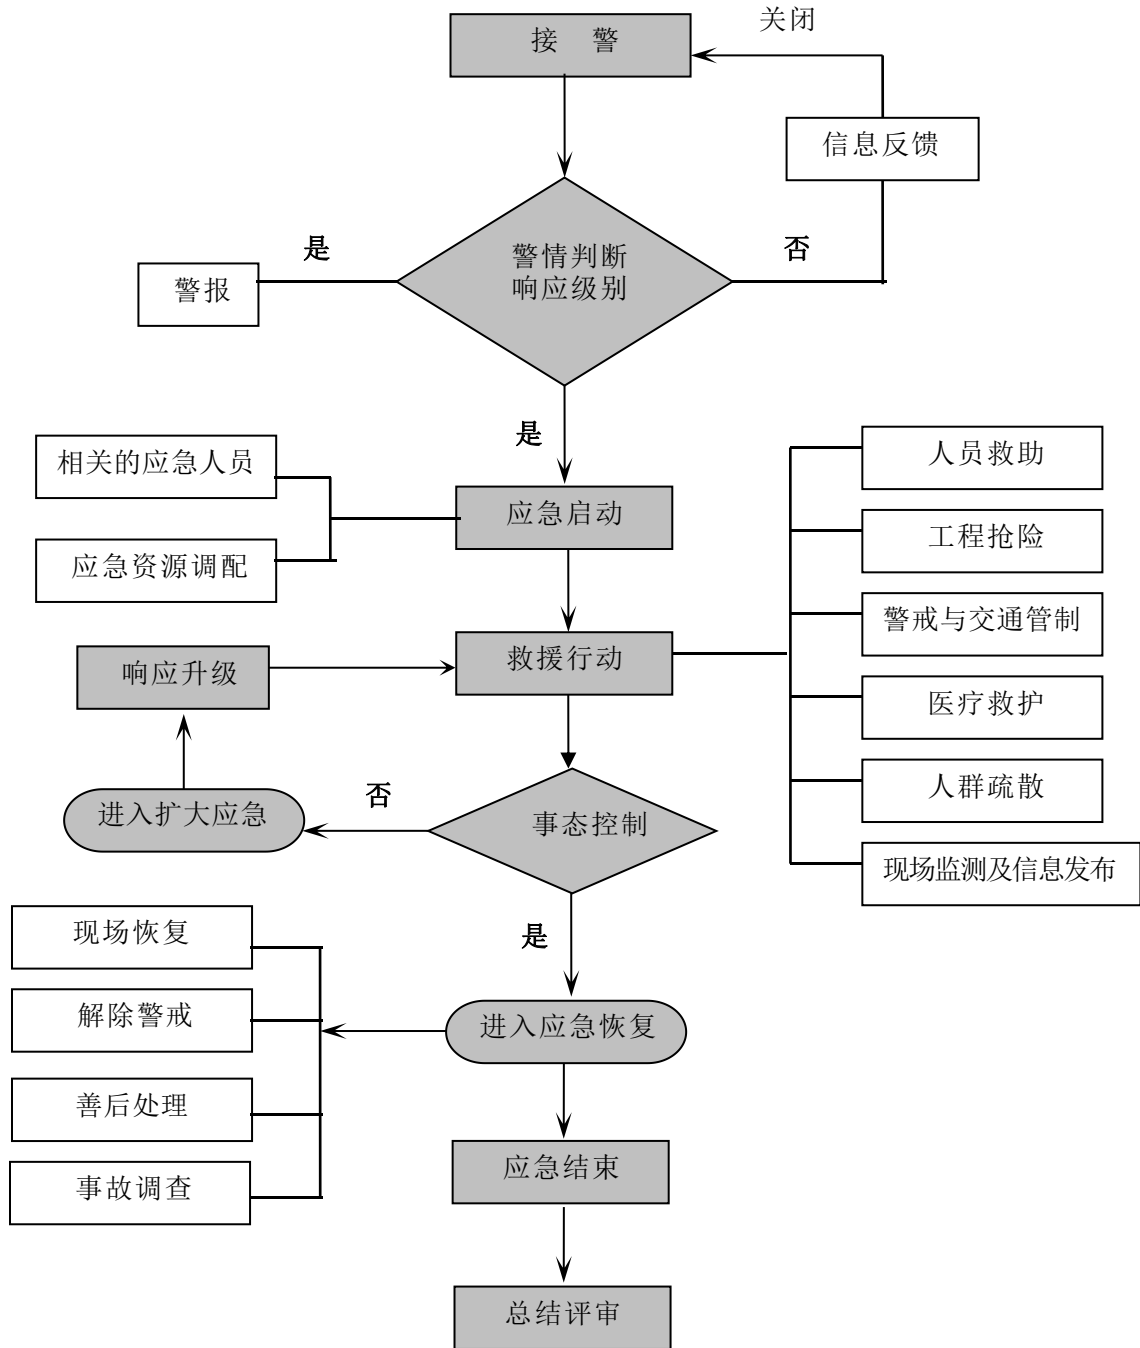 关闭
接 警
信息反馈
是
否
警情判断
响应级别
警报
是
相关的应急人员
应急资源调配
应急启动
人员救助
工程抢险
警戒与交通管制
医疗救护
人群疏散
现场监测及信息发布
响应升级
救援行动
进入扩大应急
否
事态控制
是
现场恢复
解除警戒
善后处理
事故调查
进入应急恢复
应急结束
总结评审